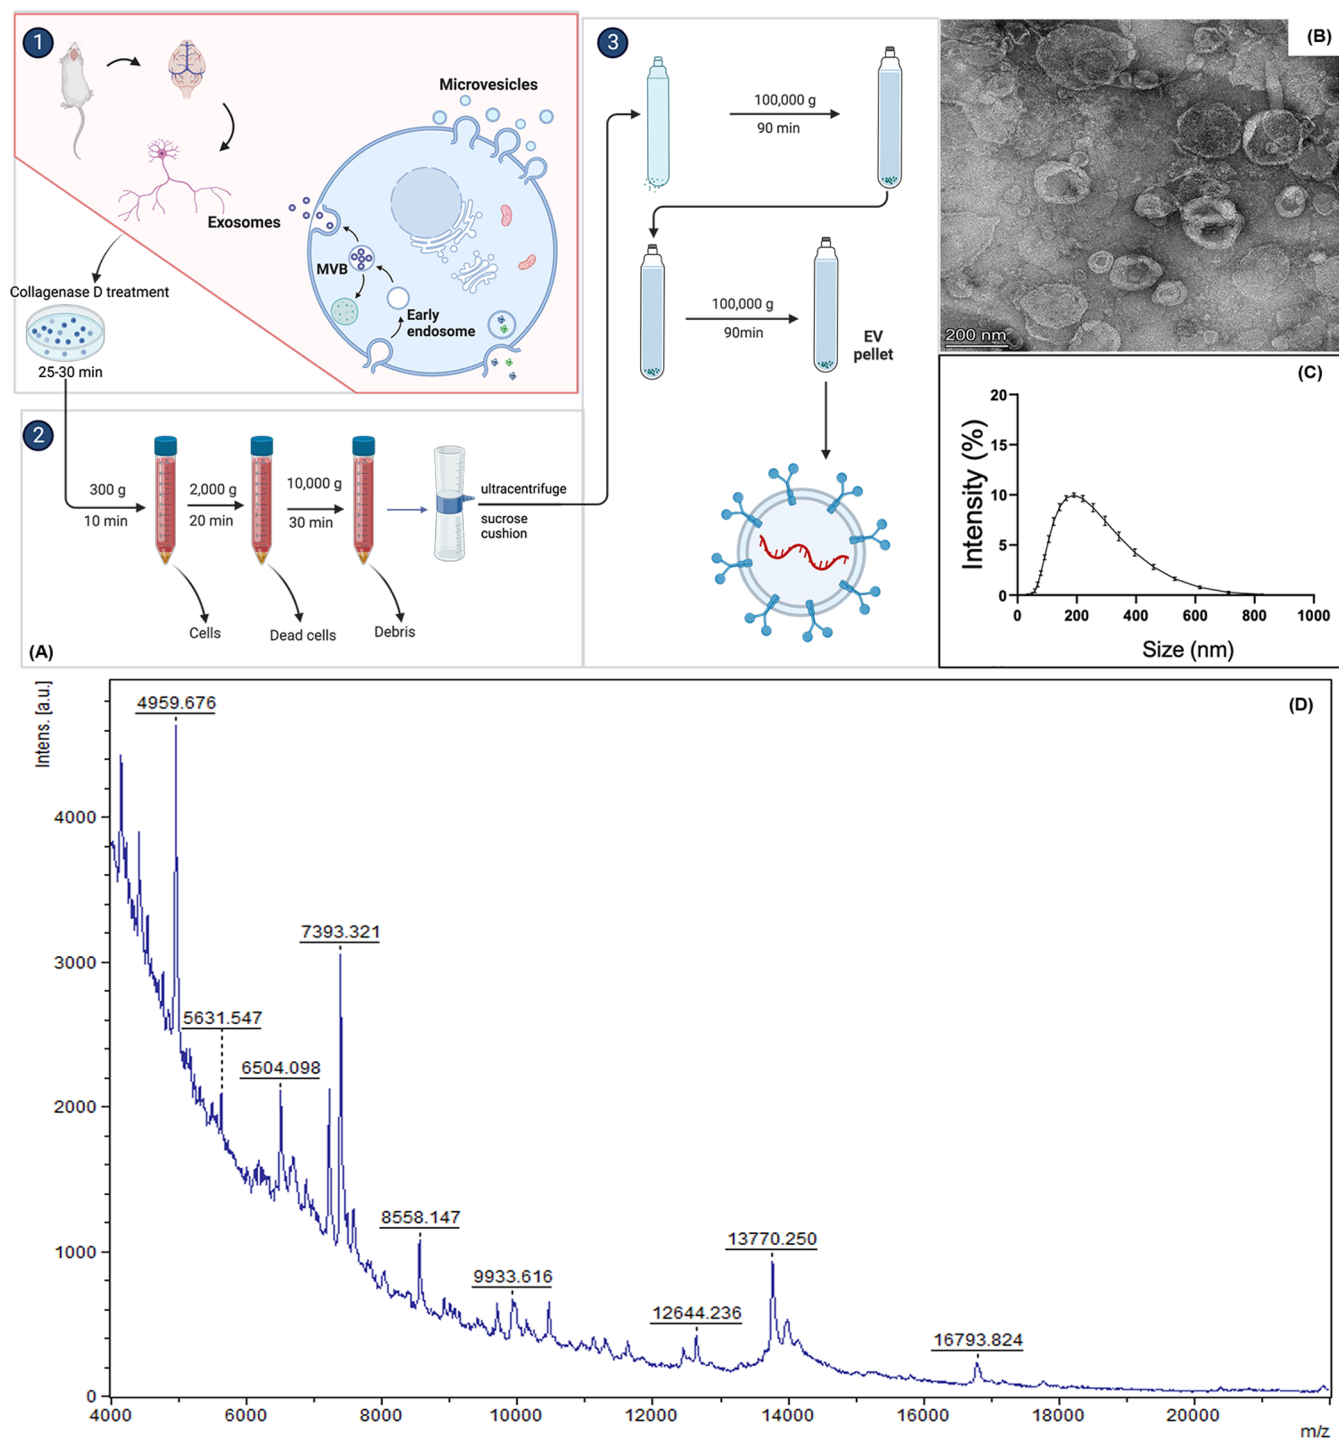 1
Microvesicles
Exosomes
MVB
Early
endosome
Collagenase D treatment
25-30 min
2
300 g
10 min
2,000 g
20 min
10,000 g
30 min
ultracentrifuge
sucrose
cushion
Cells
Dead cells
Debris
(A)
3
100,000 g
90 min
100,000 g
90min
EV
pellet
(B)
200 nm
(C)
20
15
10
5
0
Intensity (%)
0 200 400 600 800 1000
Size (nm)
(D)
Intens. [a.u.]
4959.676
7393.321
5631.547
6504.098
8558.147
9933.616
12644.236
13770.250
16793.824
4000
3000
2000
1000
0
4000 6000 8000 10000 12000 14000 16000 18000 20000
m/z